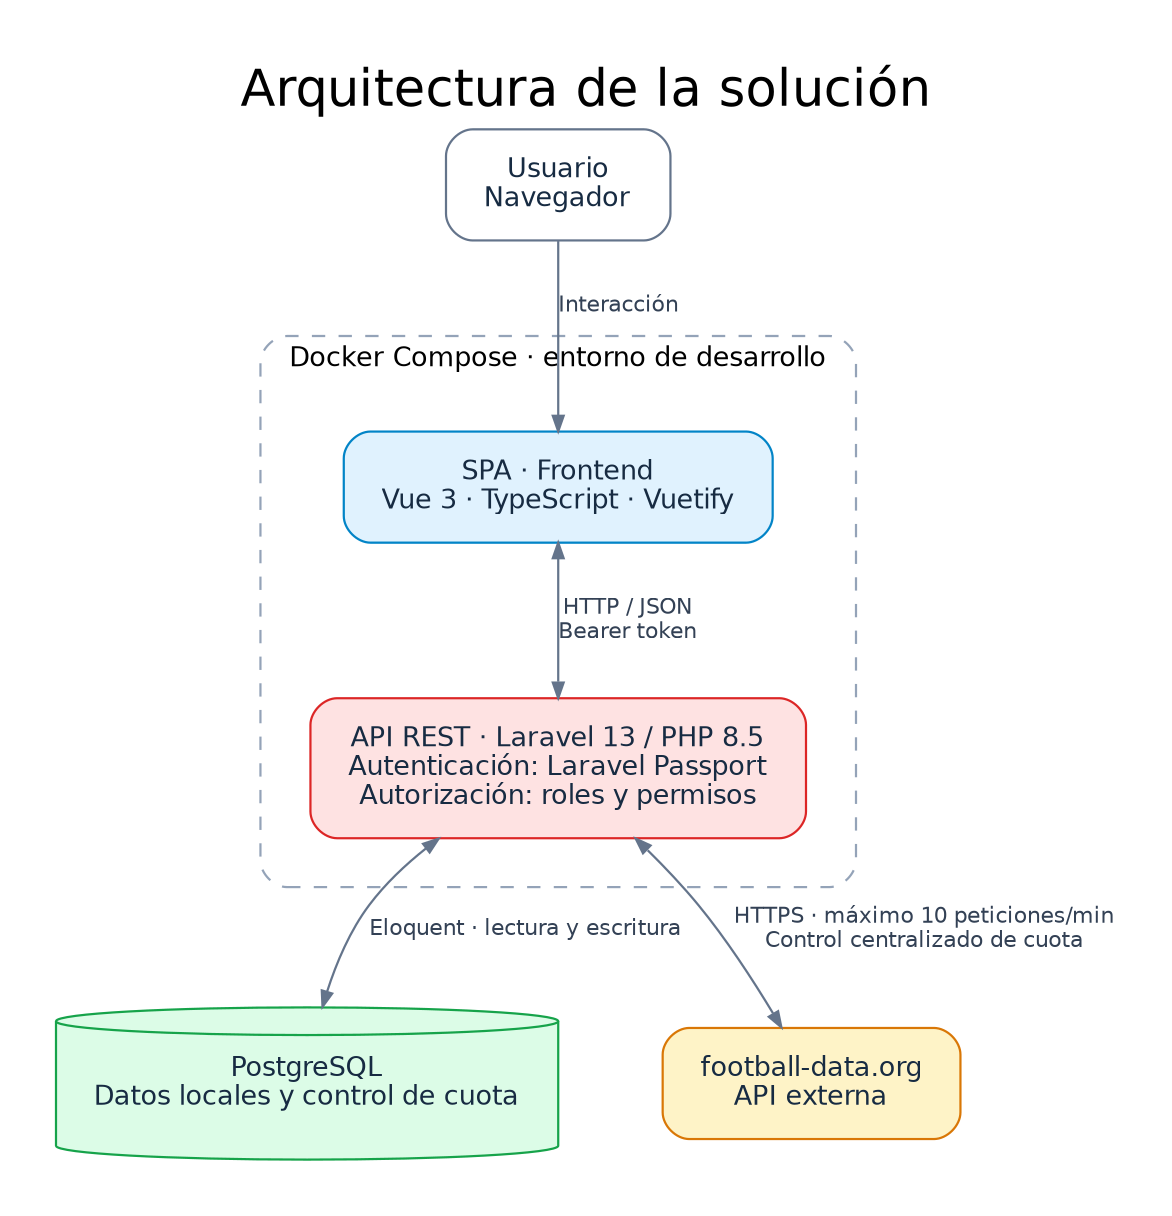 Arquitectura de la solución
Usuario
Navegador
Interacción
Docker Compose · entorno de desarrollo
SPA · Frontend
Vue 3 · TypeScript · Vuetify
HTTP / JSON
Bearer token
API REST · Laravel 13 / PHP 8.5
Autenticación: Laravel Passport
Autorización: roles y permisos
Eloquent · lectura y escritura
HTTPS · máximo 10 peticiones/min
Control centralizado de cuota
PostgreSQL
Datos locales y control de cuota
football-data.org
API externa